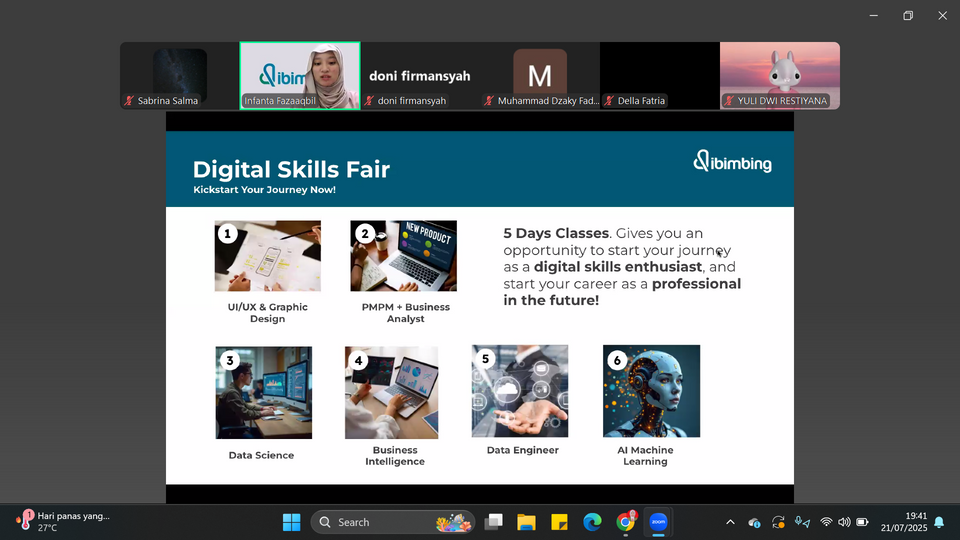 ibim
doni firmansyah
M
Sabrina Salma
Infanta Fazaaqbil
doni firmansyah
Muhammad Dzaky Fad...
Della Fatria
YULI DWI RESTIYANA
Digital Skills Fair
Kickstart Your Journey Now!
ibimbing
1
2
NEW PRODUCT
UI/UX & Graphic
Design
PMPM + Business
Analyst
5 Days Classes. Gives you an
opportunity to start your journey
as a digital skills enthusiast, and
start your career as a professional
in the future!
3
4
5
6
Data Science
Business
Intelligence
Data Engineer
AI Machine
Learning
1
Hari panas yang...
27°C
Search
zoom
19:41
21/07/2025